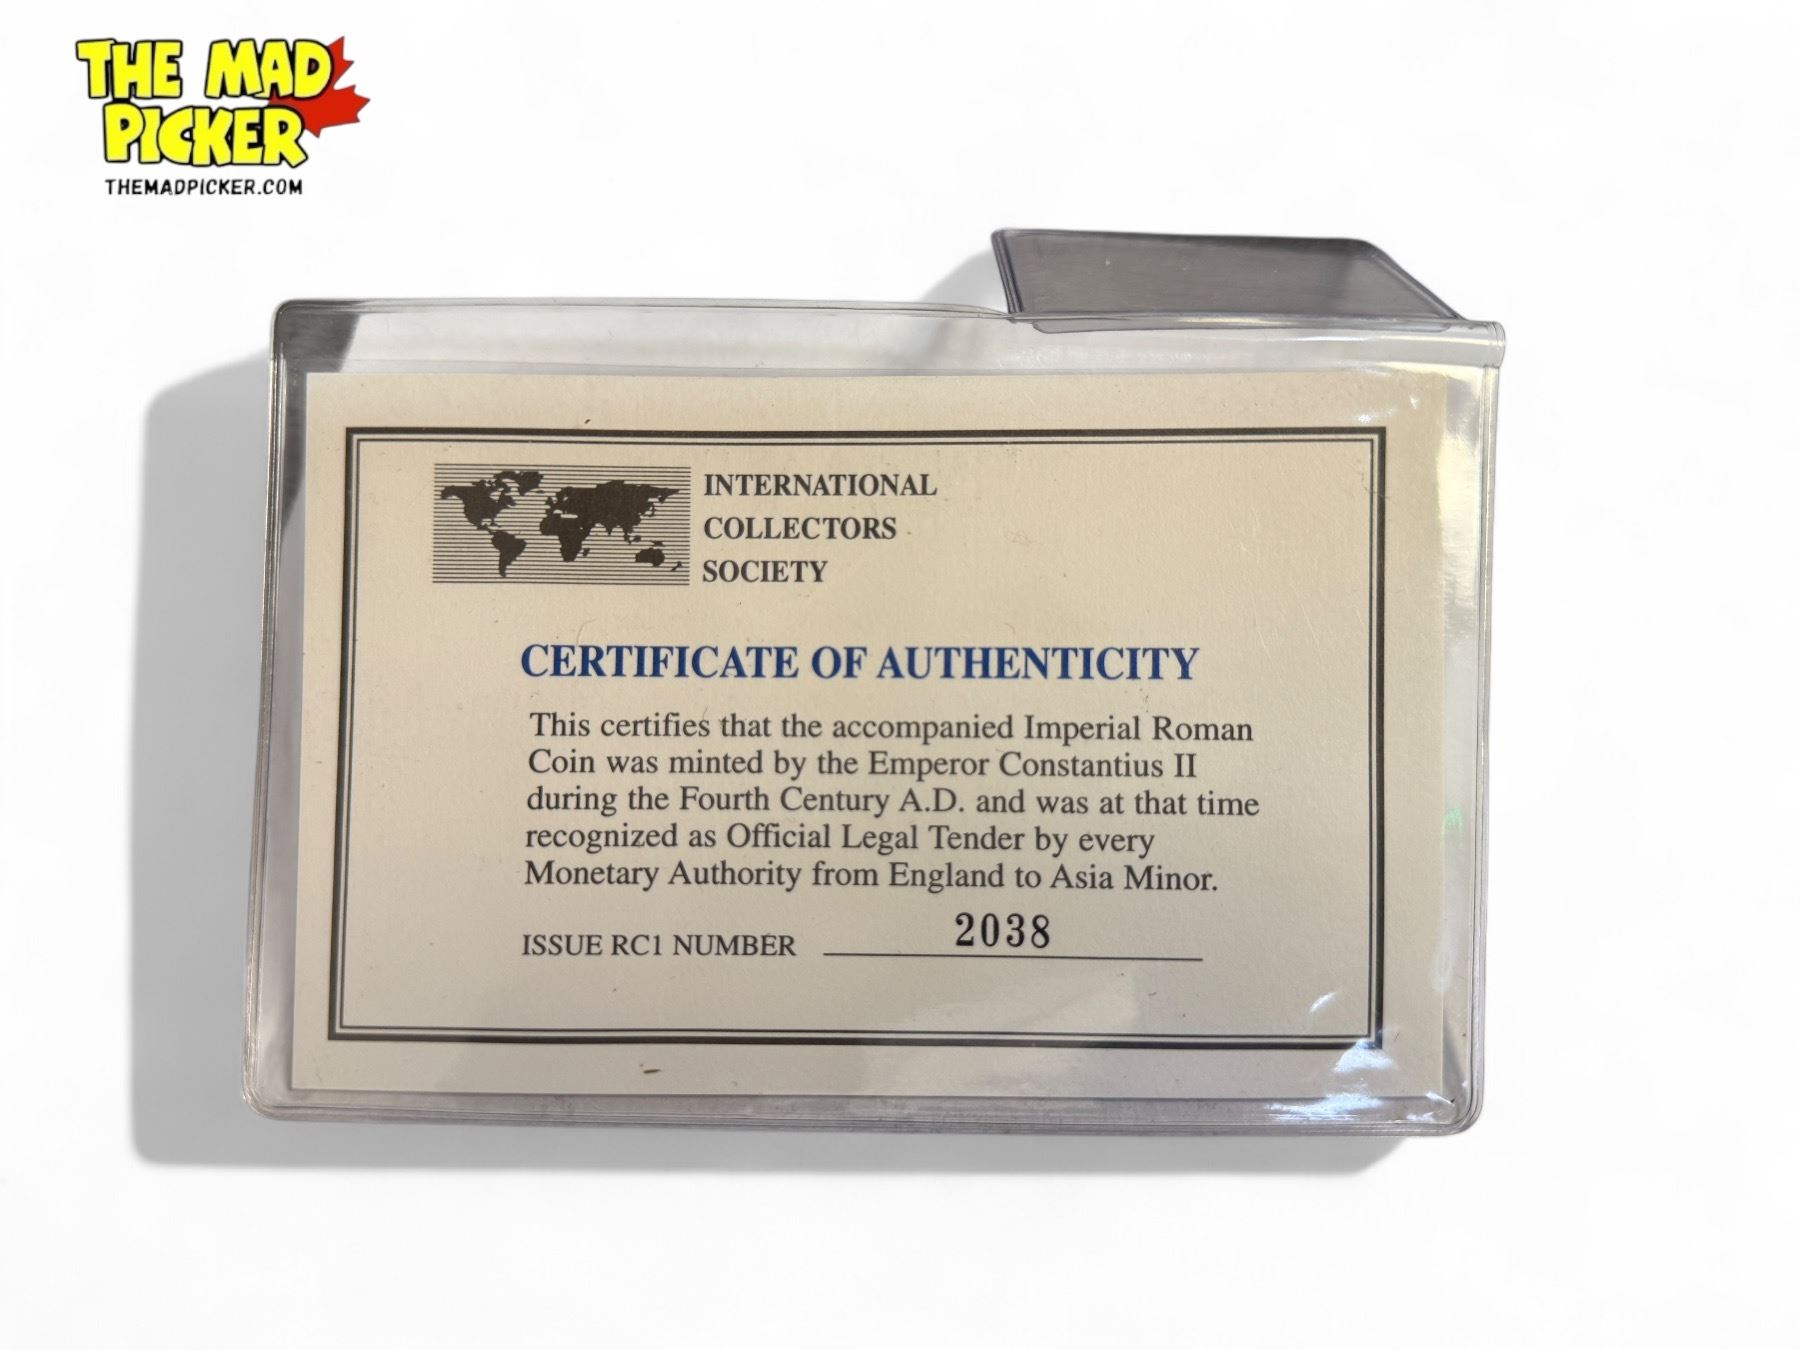 THE MAD
PICKER
THEMADPICKER.COM
INTERNATIONAL
COLLECTORS
SOCIETY
CERTIFICATE OF AUTHENTICITY
This certifies that the accompanied Imperial Roman
Coin was minted by the Emperor Constantius II
during the Fourth Century A.D. and was at that time
recognized as Official Legal Tender by every
Monetary Authority from England to Asia Minor.
ISSUE RC1 NUMBER 2038